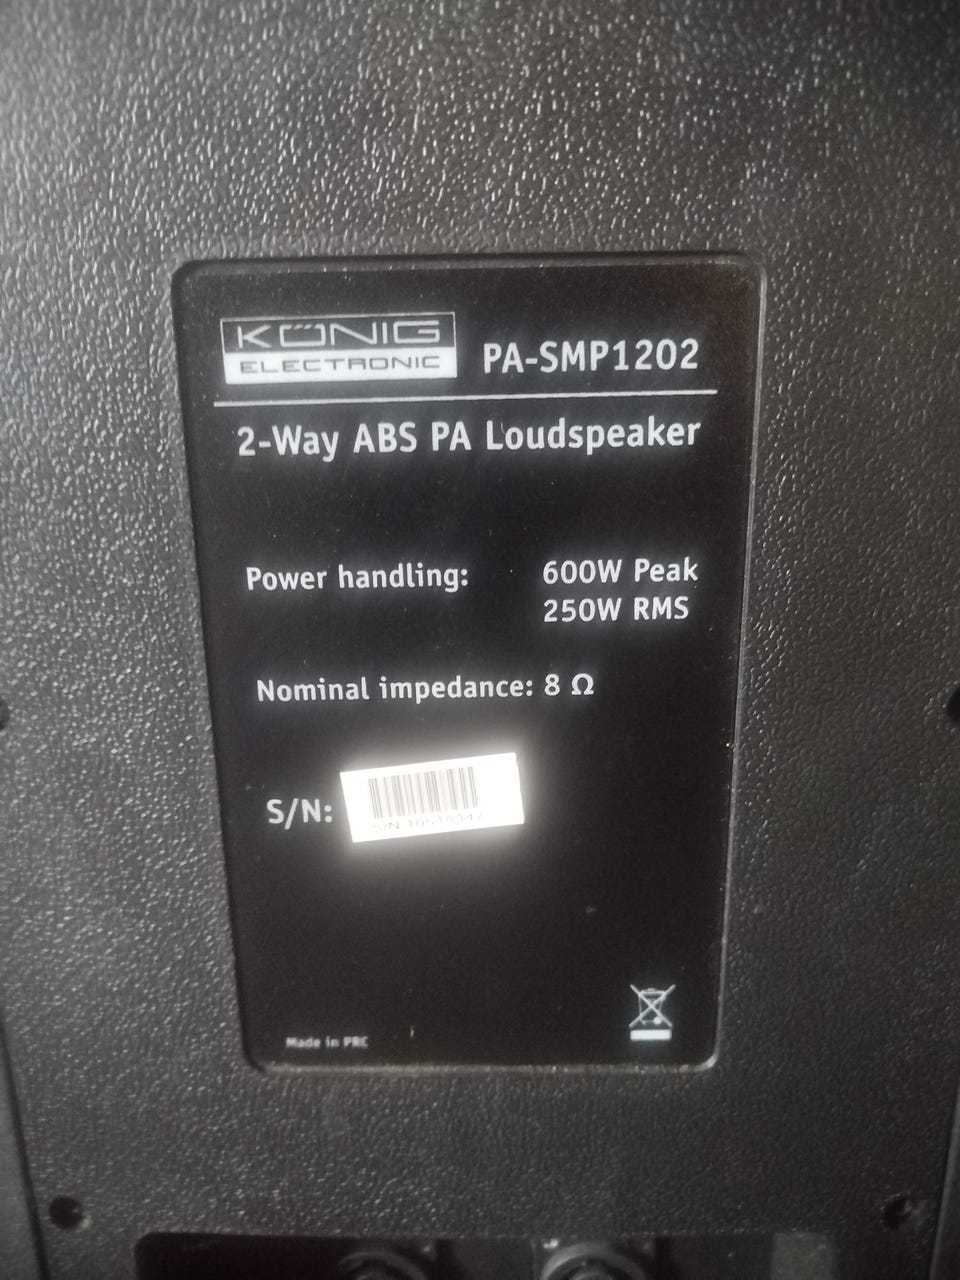 KÖNIG
ELECTRONIC
PA-SMP1202
2-Way ABS PA Loudspeaker
Power handling: 600W Peak
250W RMS
Nominal impedance: 8 Ω
S/N:
S/N
Made in PRC